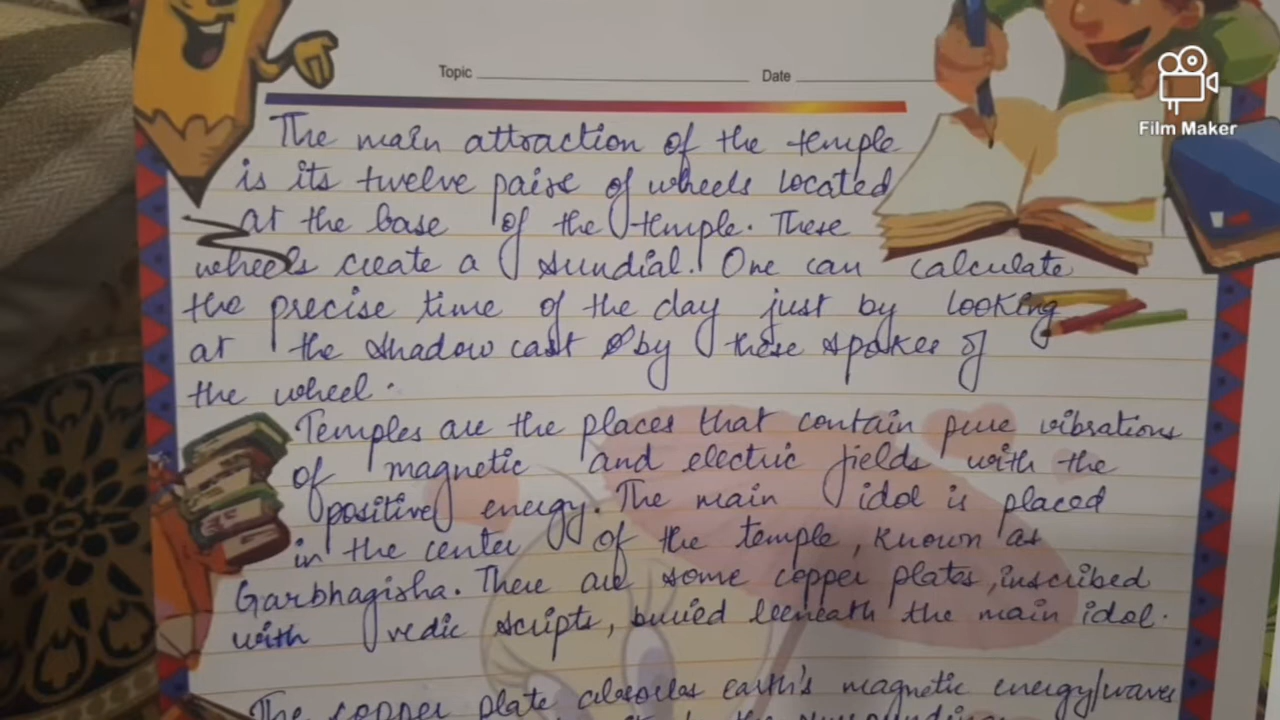 Topic Date
Film Maker
The main attraction of the temple
is its twelve pairs of wheels located
at the base of the temple. These
wheels create a sundial. One can calculate
the precise time of the day just by looking
at the shadow cast by these spokes of
the wheel.
Temples are the places that contain pure vibrations
of magnetic and electric fields with the
positive energy. The main idol is placed
in the center of the temple, known as
Garbhagisha. There are some copper plates, inscribed
with vedic scripts, buried beneath the main idol.
The copper plate absorbs earth's magnetic energy/waves
the surroundings